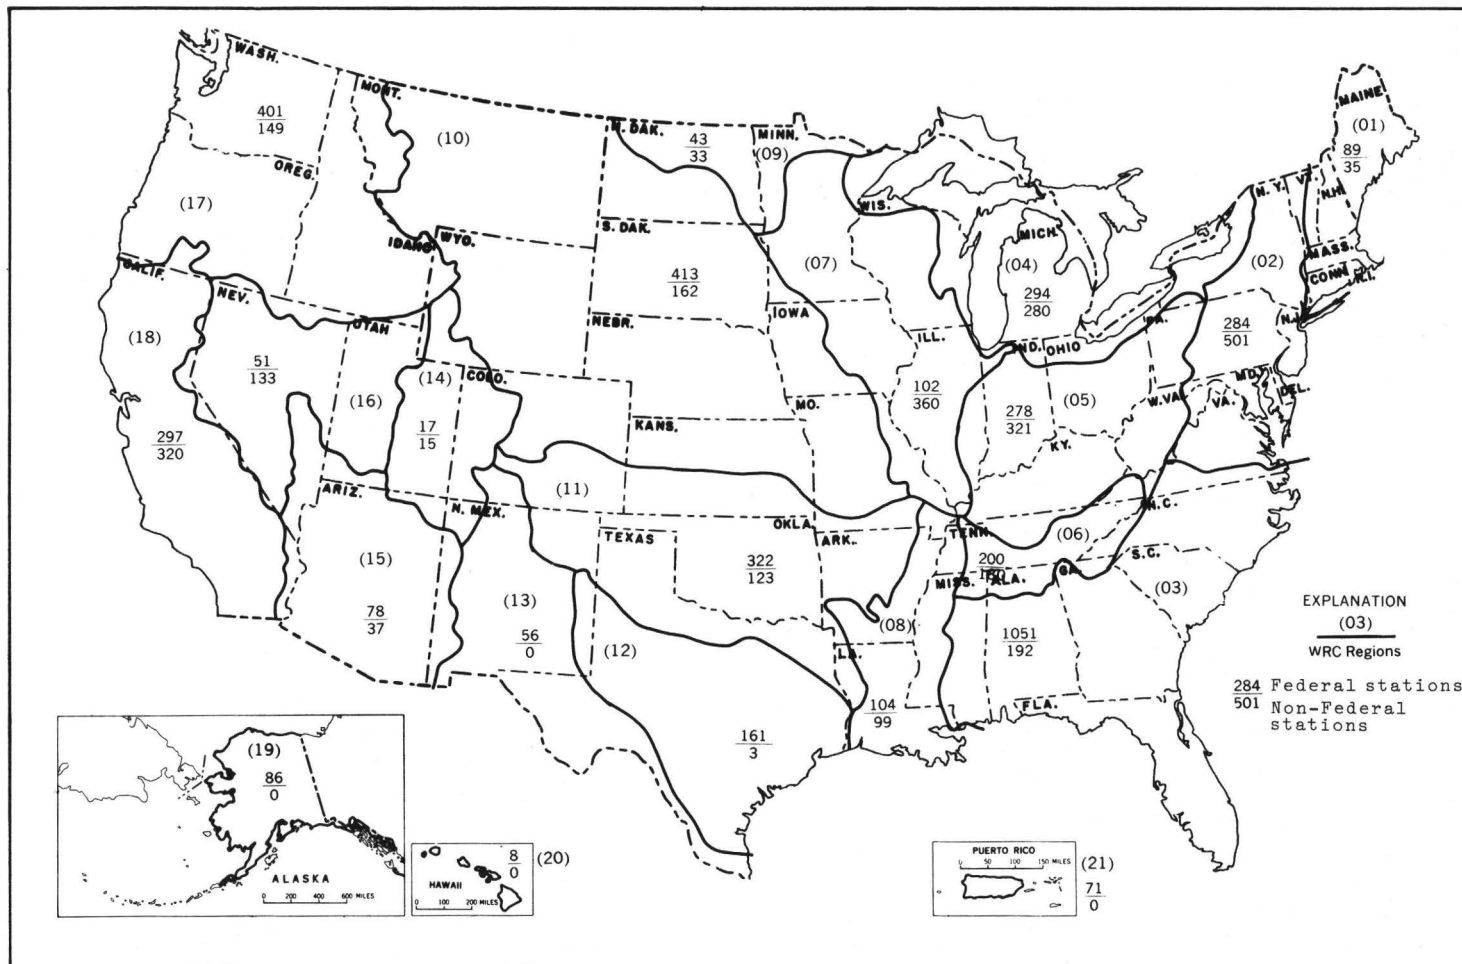 WASH.
401
149
MONT.
(10)
N. DAK.
43
33
MINN.
(09)
MAINE
(01)
89
35
OREG.
(17)
IDAHO
WYO.
S. DAK.
WIS.
MICH.
(04)
294
280
N. Y.
VT.
N.H.
MASS.
CONN
R.I.
(02)
CALIF.
NEV.
UTAH
413
162
(07)
NEBR.
IOWA
ILL.
IND.
OHIO
PA.
284
501
N.J.
(18)
51
133
(14)
COLO.
(16)
17
15
102
360
MO.
KANS.
278
321
(05)
KY.
W.VA.
VA.
MD.
DEL.
297
320
ARIZ.
N. MEX.
(11)
OKLA.
TEXAS
ARK.
TENN.
N.C.
(06)
S.C.
(15)
322
123
200
MISS.
ALA.
GA.
(03)
78
37
(13)
56
0
(12)
(08)
LA.
104
99
1051
192
FLA.
161
3
EXPLANATION
(03)
WRC Regions
284 Federal stations
501 Non-Federal
stations
(19)
86
0
ALASKA
0 200 400 600 MILES
8
0
(20)
HAWAII
0 100 200 MILES
PUERTO RICO
0 50 100 150 MILES
(21)
71
0